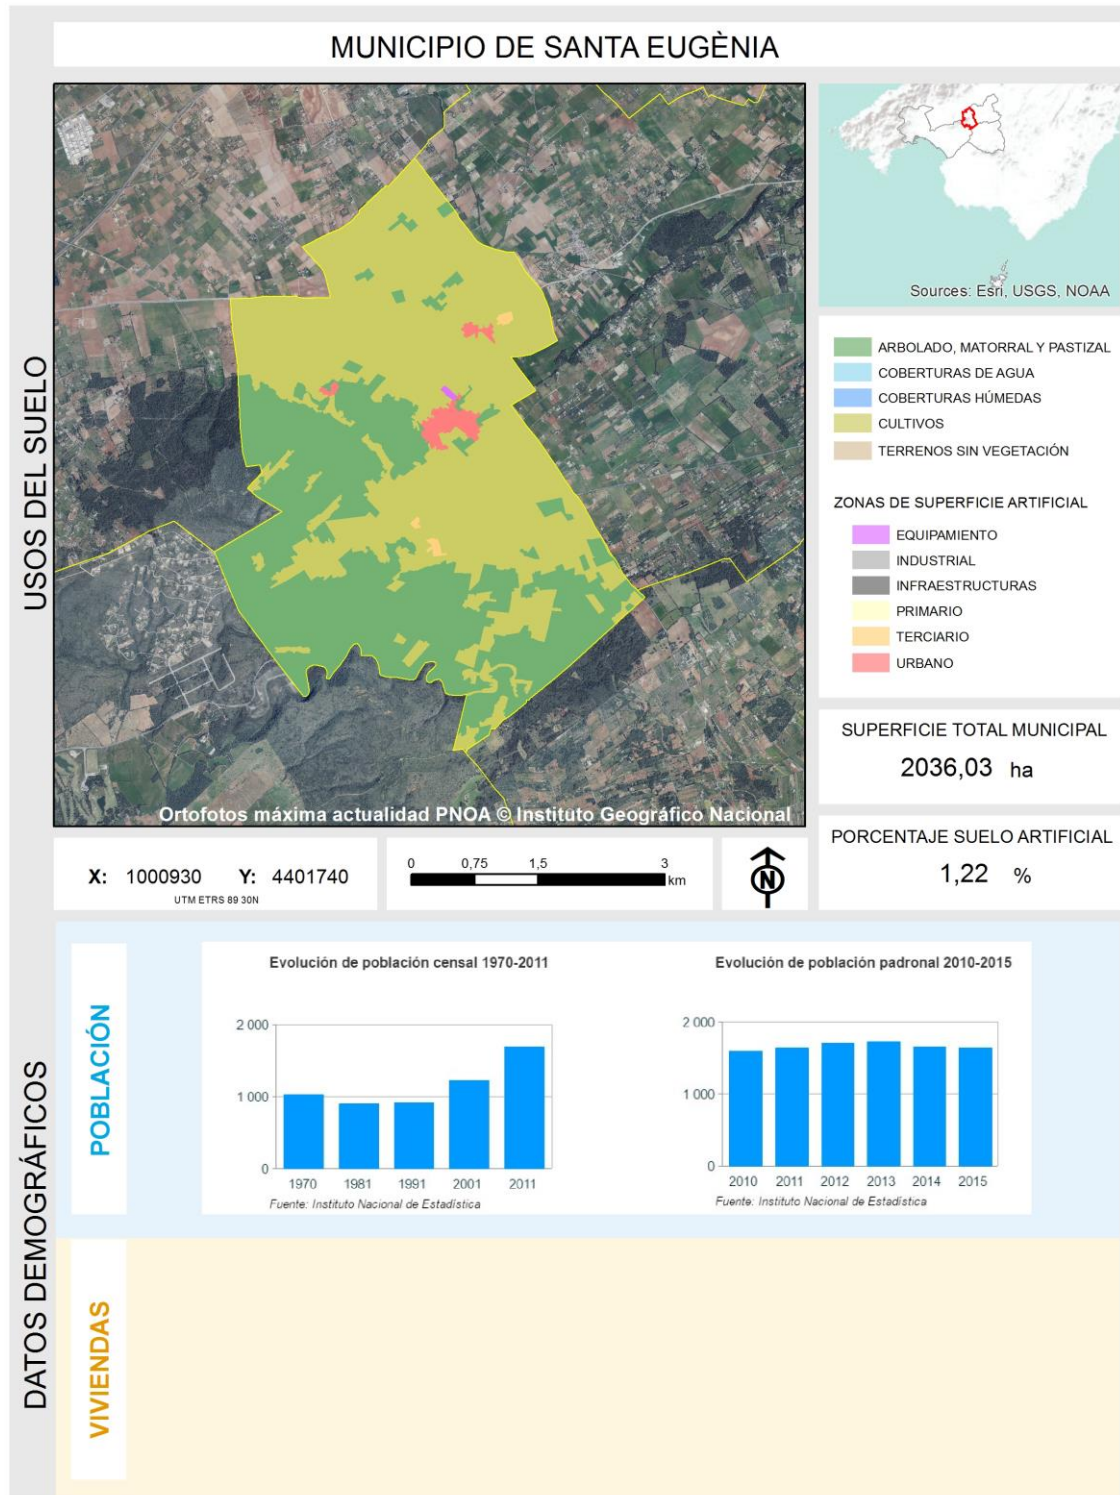 MUNICIPIO DE SANTA EUGÈNIA
USOS DEL SUELO
Ortofotos máxima actualidad PNOA © Instituto Geográfico Nacional
Sources: Esri, USGS, NOAA
ARBOLADO, MATORRAL Y PASTIZAL
COBERTURAS DE AGUA
COBERTURAS HÚMEDAS
CULTIVOS
TERRENOS SIN VEGETACIÓN
ZONAS DE SUPERFICIE ARTIFICIAL
EQUIPAMIENTO
INDUSTRIAL
INFRAESTRUCTURAS
PRIMARIO
TERCIARIO
URBANO
SUPERFICIE TOTAL MUNICIPAL
2036,03 ha
PORCENTAJE SUELO ARTIFICIAL
1,22 %
X: 1000930 Y: 4401740
UTM ETRS 89 30N
0 0,75 1,5 3
km
N
DATOS DEMOGRÁFICOS
POBLACIÓN
Evolución de población censal 1970-2011
2 000
1 000
0
1970 1981 1991 2001 2011
Fuente: Instituto Nacional de Estadística
Evolución de población padronal 2010-2015
2 000
1 000
0
2010 2011 2012 2013 2014 2015
Fuente: Instituto Nacional de Estadística
VIVIENDAS